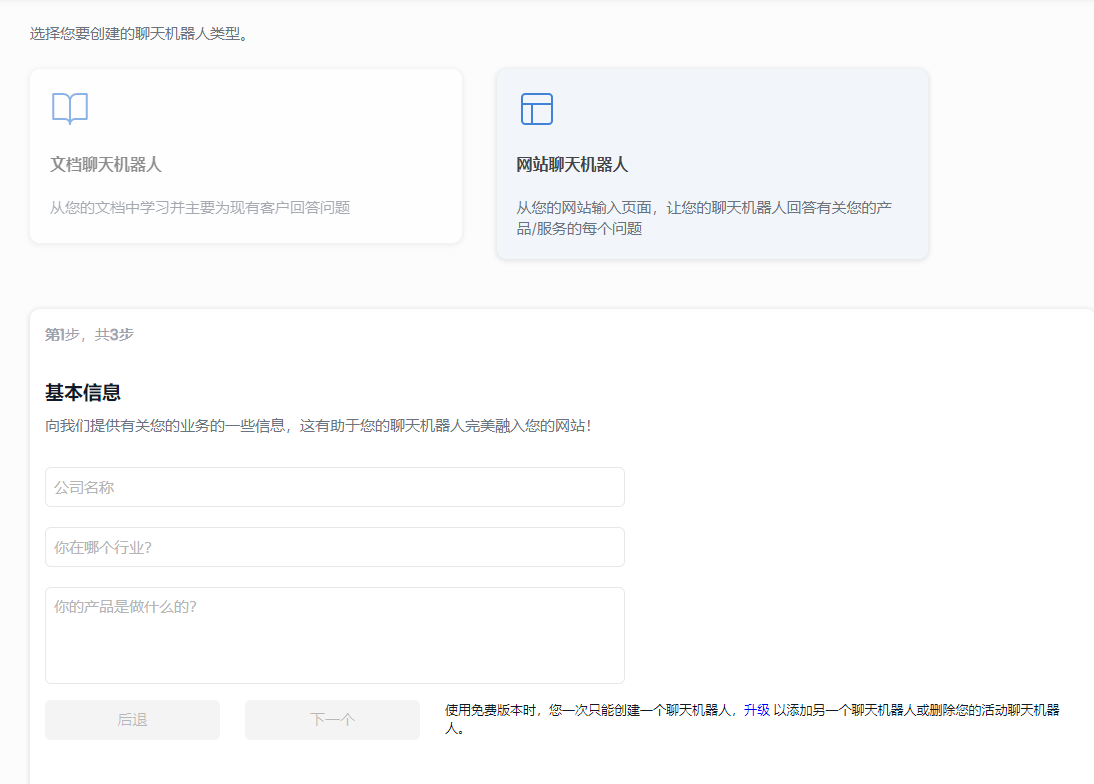 选择您要创建的聊天机器人类型。
文档聊天机器人
从您的文档中学习并主要为现有客户回答问题
网站聊天机器人
从您的网站输入页面，让您的聊天机器人回答有关您的产
品/服务的每个问题
第1步，共3步
基本信息
向我们提供有关您的业务的一些信息，这有助于您的聊天机器人完美融入您的网站！
公司名称
你在哪个行业？
你的产品是做什么的？
后退
下一个
使用免费版本时，您一次只能创建一个聊天机器人，升级 以添加另一个聊天机器人或删除您的活动聊天机器
人。